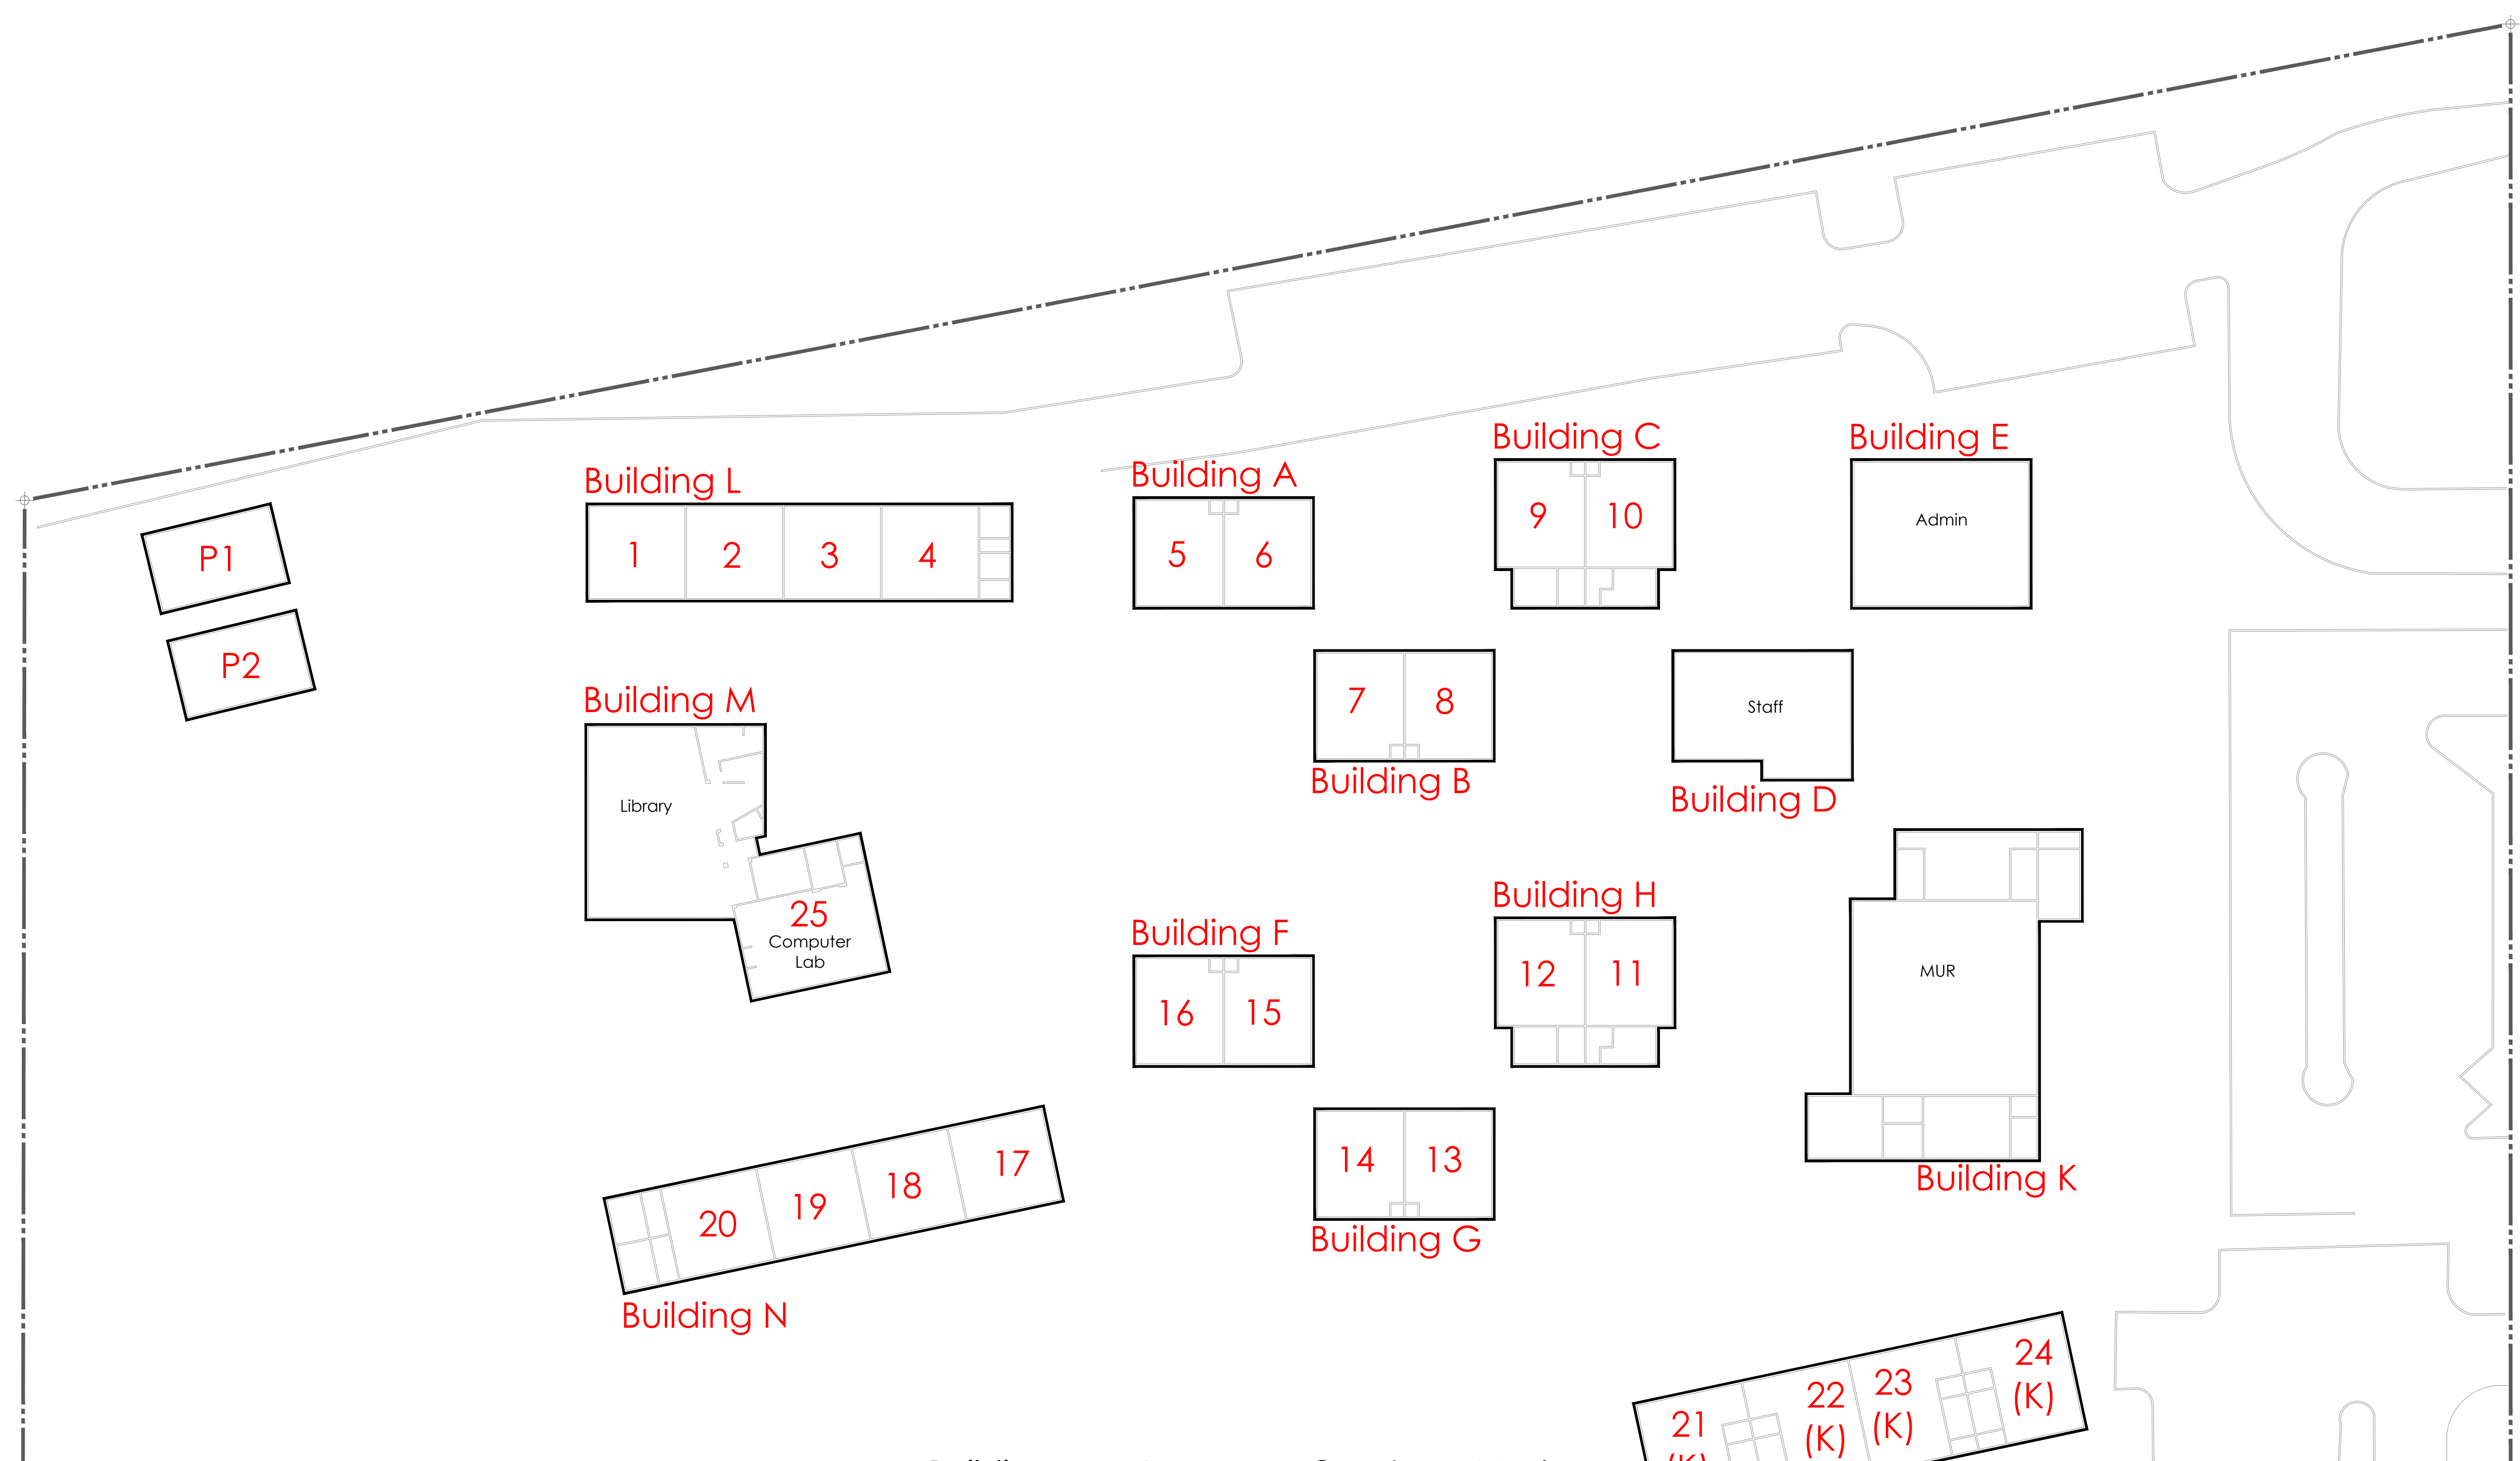 Building C
Building E
Building A
Building L
9
10
Admin
P1
1
2
3
4
5
6
P2
Building M
7
8
Staff
Building B
Building D
Library
Building H
25
Building F
Computer
Lab
12
11
MUR
16
15
17
14
13
18
Building K
19
20
Building G
Building N
24
(K)
23
(K)
22
(K)
21